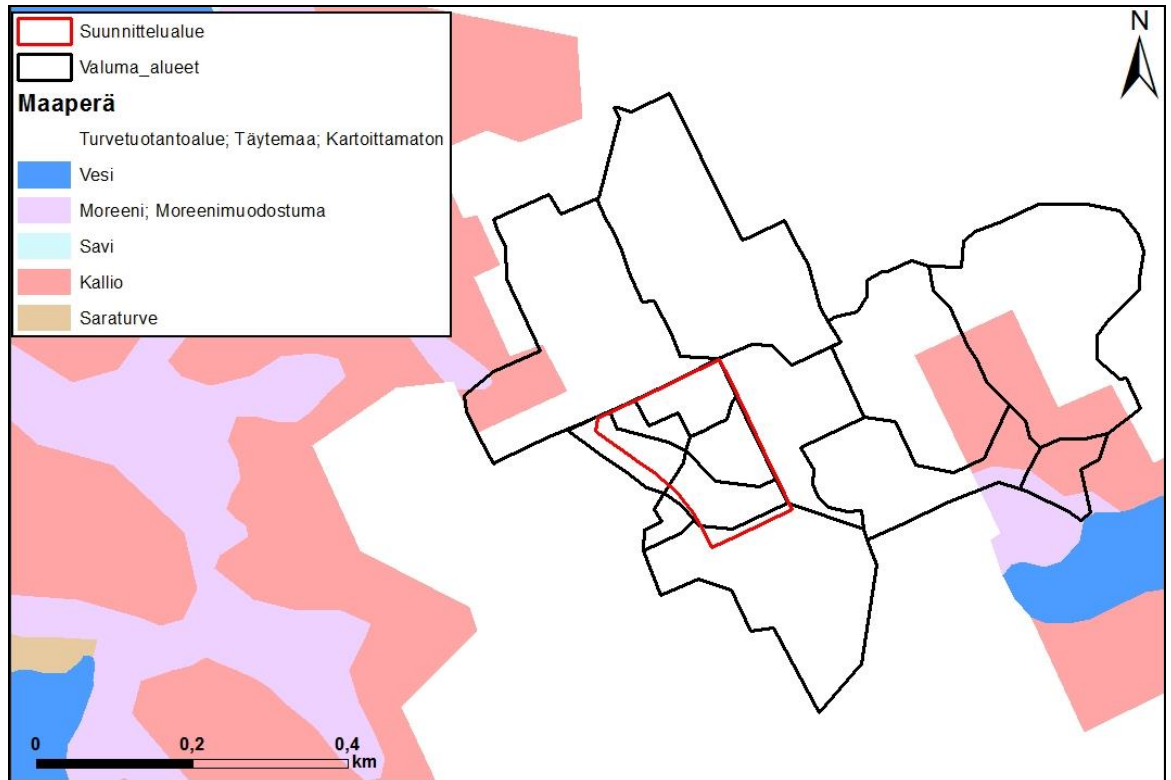 Suunnittelualue
Valuma_alueet
Maaperä
Turvetuotantoalue; Täytemaa; Kartoittamaton
Vesi
Moreeni; Moreenimuodostuma
Savi
Kallio
Saraturve
N
0 0,2 0,4
km